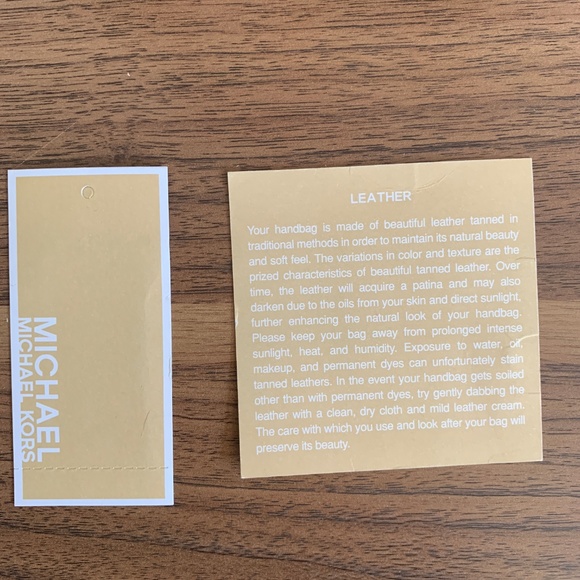 MICHAEL
MICHAEL KORS
LEATHER
Your handbag is made of beautiful leather tanned in
traditional methods in order to maintain its natural beauty
and soft feel. The variations in color and texture are the
prized characteristics of beautiful tanned leather. Over
time, the leather will acquire a patina and may also
darken due to the oils from your skin and direct sunlight,
further enhancing the natural look of your handbag.
Please keep your bag away from prolonged intense
sunlight, heat, and humidity. Exposure to water, oil,
makeup, and permanent dyes can unfortunately stain
tanned leathers. In the event your handbag gets soiled
other than with permanent dyes, try gently dabbing the
leather with a clean, dry cloth and mild leather cream.
The care with which you use and look after your bag will
preserve its beauty.